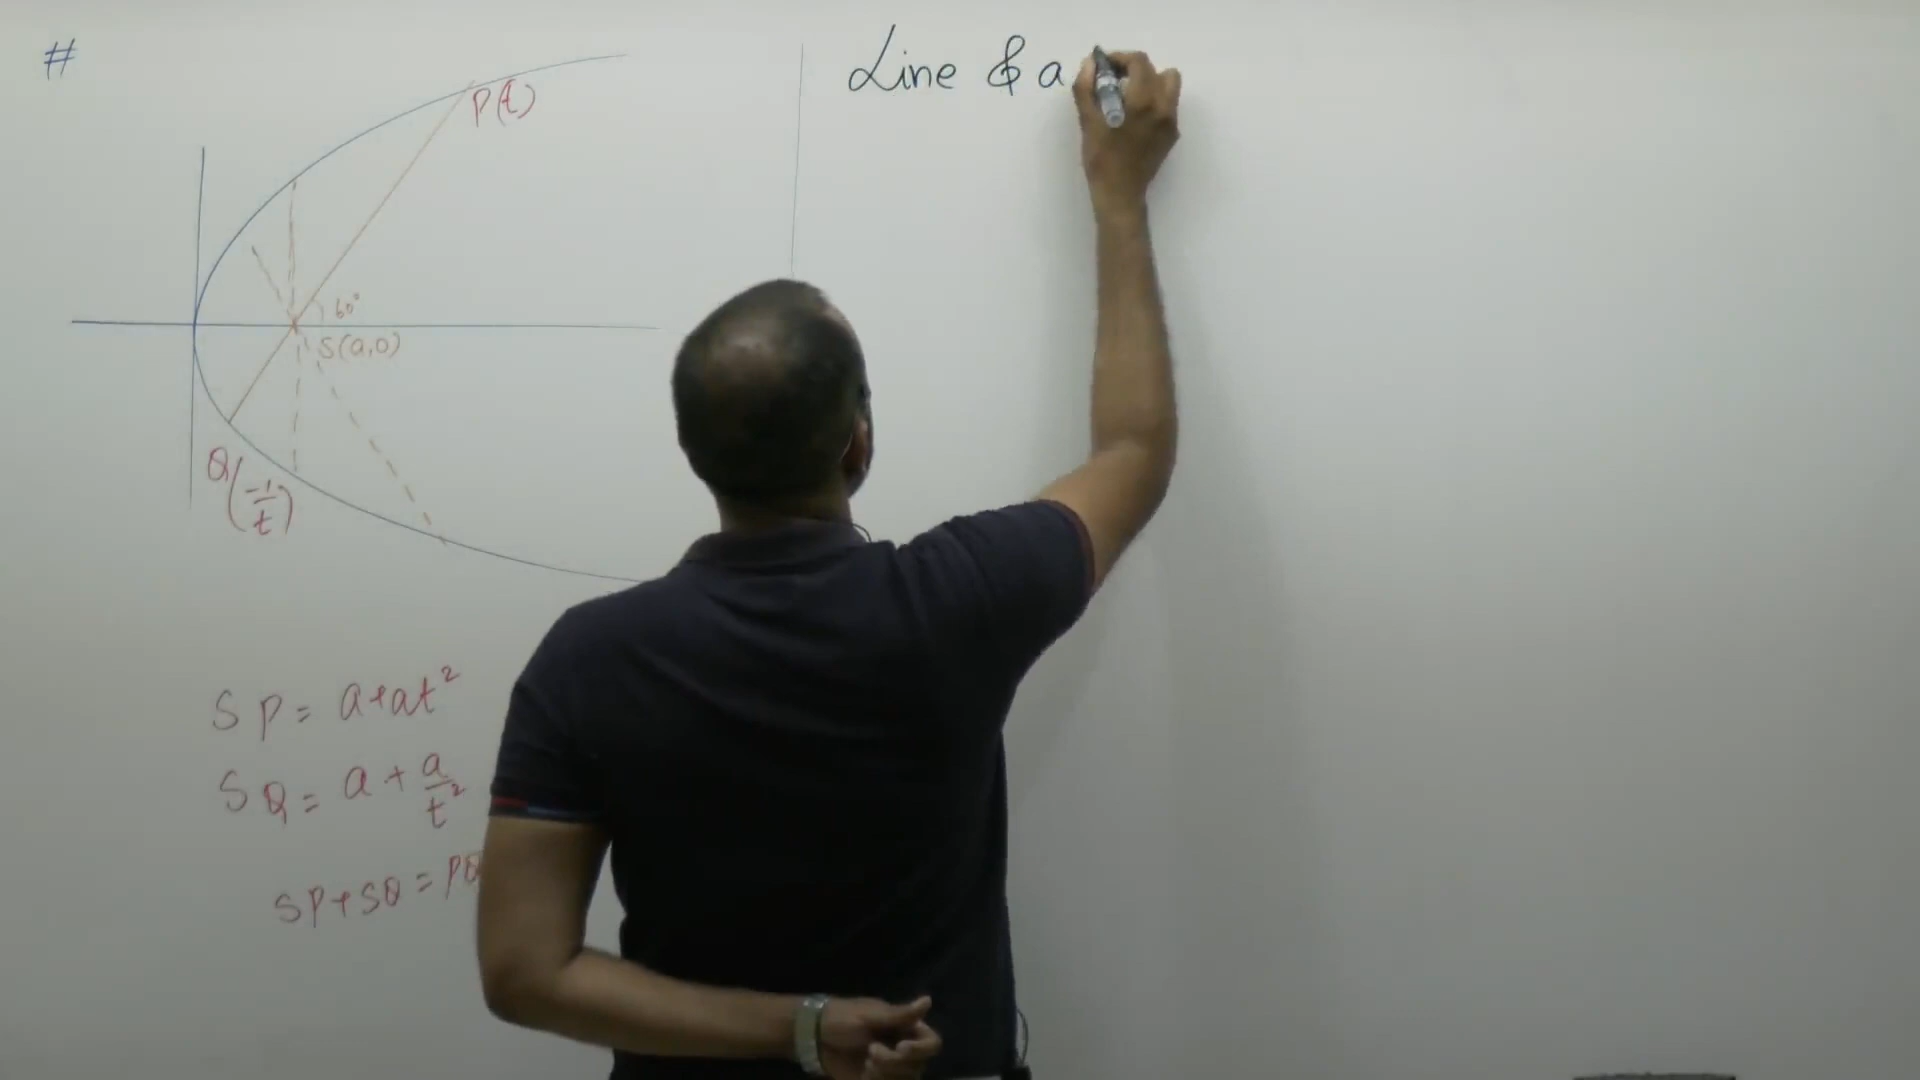 #
P(t)
60°
S(a,0)
Q(-1/t)
SP = a+at²
SQ = a + a/t²
SP+SQ = PQ
Line & a